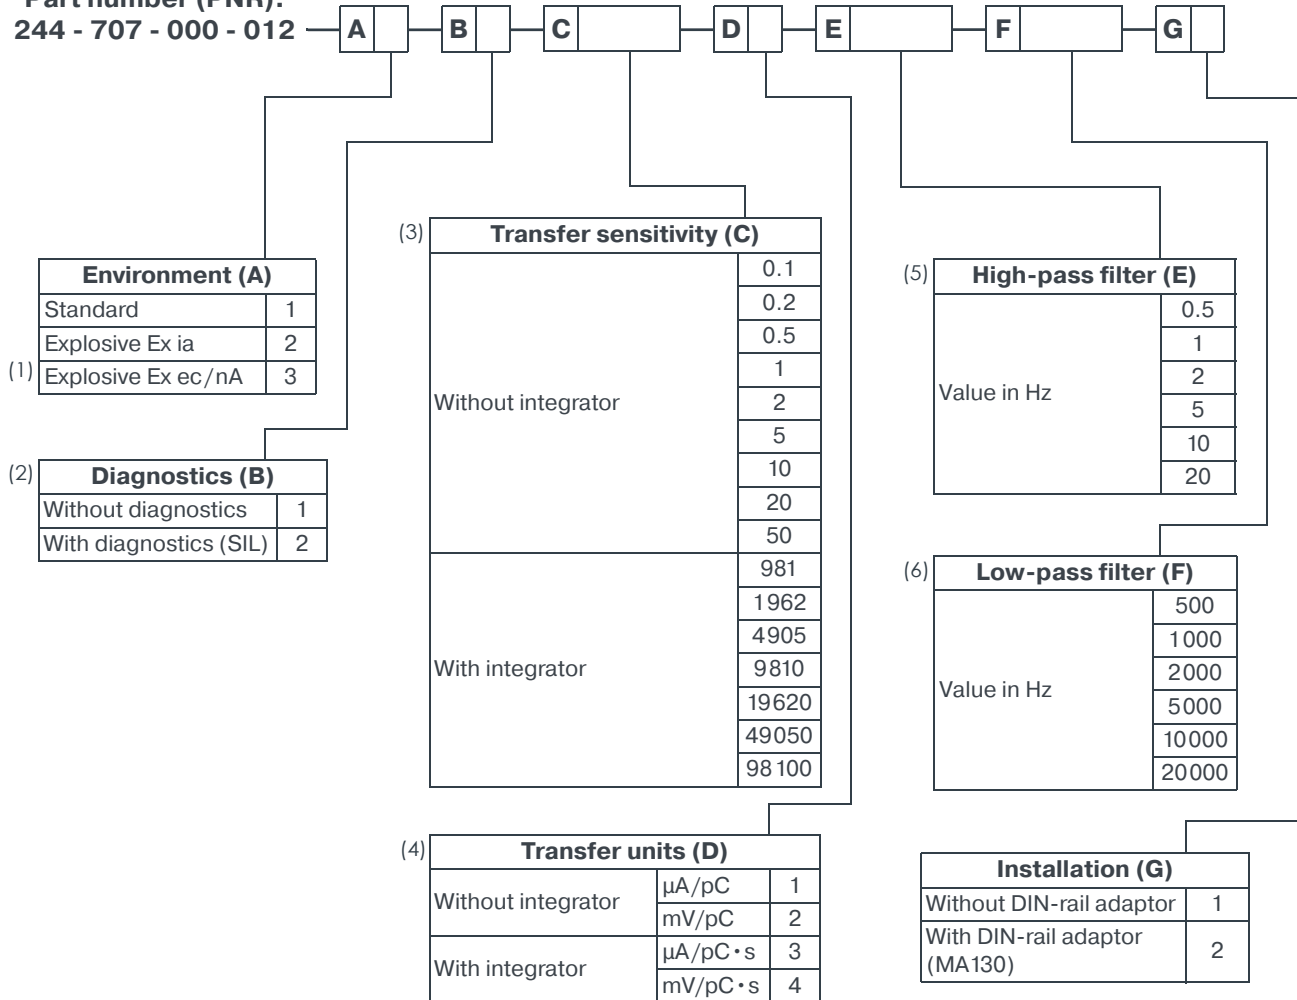 Part number (PNR):
244 - 707 - 000 - 012
A
B
C
D
E
F
G
(1)
Environment (A)
Standard 1
Explosive Ex ia 2
Explosive Ex ec/nA 3
(2)
Diagnostics (B)
Without diagnostics 1
With diagnostics (SIL) 2
(3)
Transfer sensitivity (C)
Without integrator
0.1
0.2
0.5
1
2
5
10
20
50
With integrator
981
1962
4905
9810
19620
49050
98100
(4)
Transfer units (D)
Without integrator
µA/pC 1
mV/pC 2
With integrator
µA/pC•s 3
mV/pC•s 4
(5)
High-pass filter (E)
Value in Hz
0.5
1
2
5
10
20
(6)
Low-pass filter (F)
Value in Hz
500
1000
2000
5000
10000
20000
Installation (G)
Without DIN-rail adaptor 1
With DIN-rail adaptor
(MA130) 2